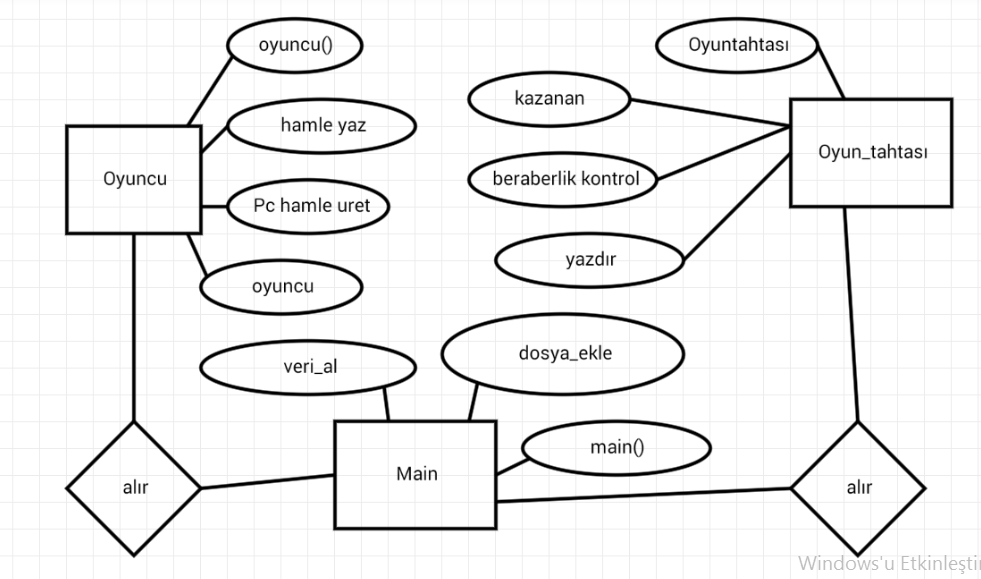 oyuncu()
Oyuntahtası
kazanan
hamle yaz
Oyun_tahtası
Oyuncu
beraberlik kontrol
Pc hamle uret
yazdır
oyuncu
veri_al
dosya_ekle
main()
Main
alır
alır
Windows'u Etkinleştir